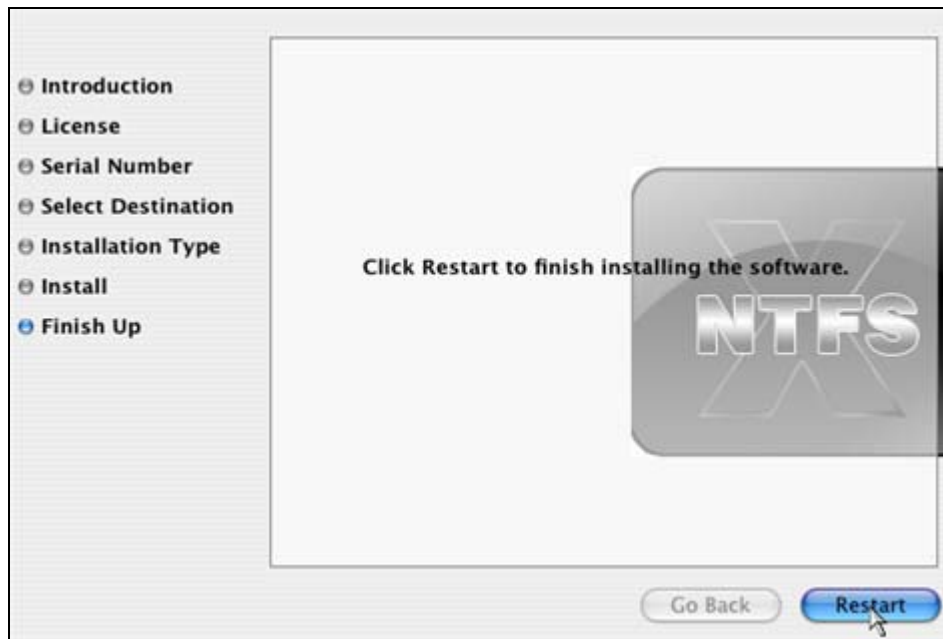 Introduction
License
Serial Number
Select Destination
Installation Type
Install
Finish Up
Click Restart to finish installing the software.
X
NTFS
Go Back
Restart